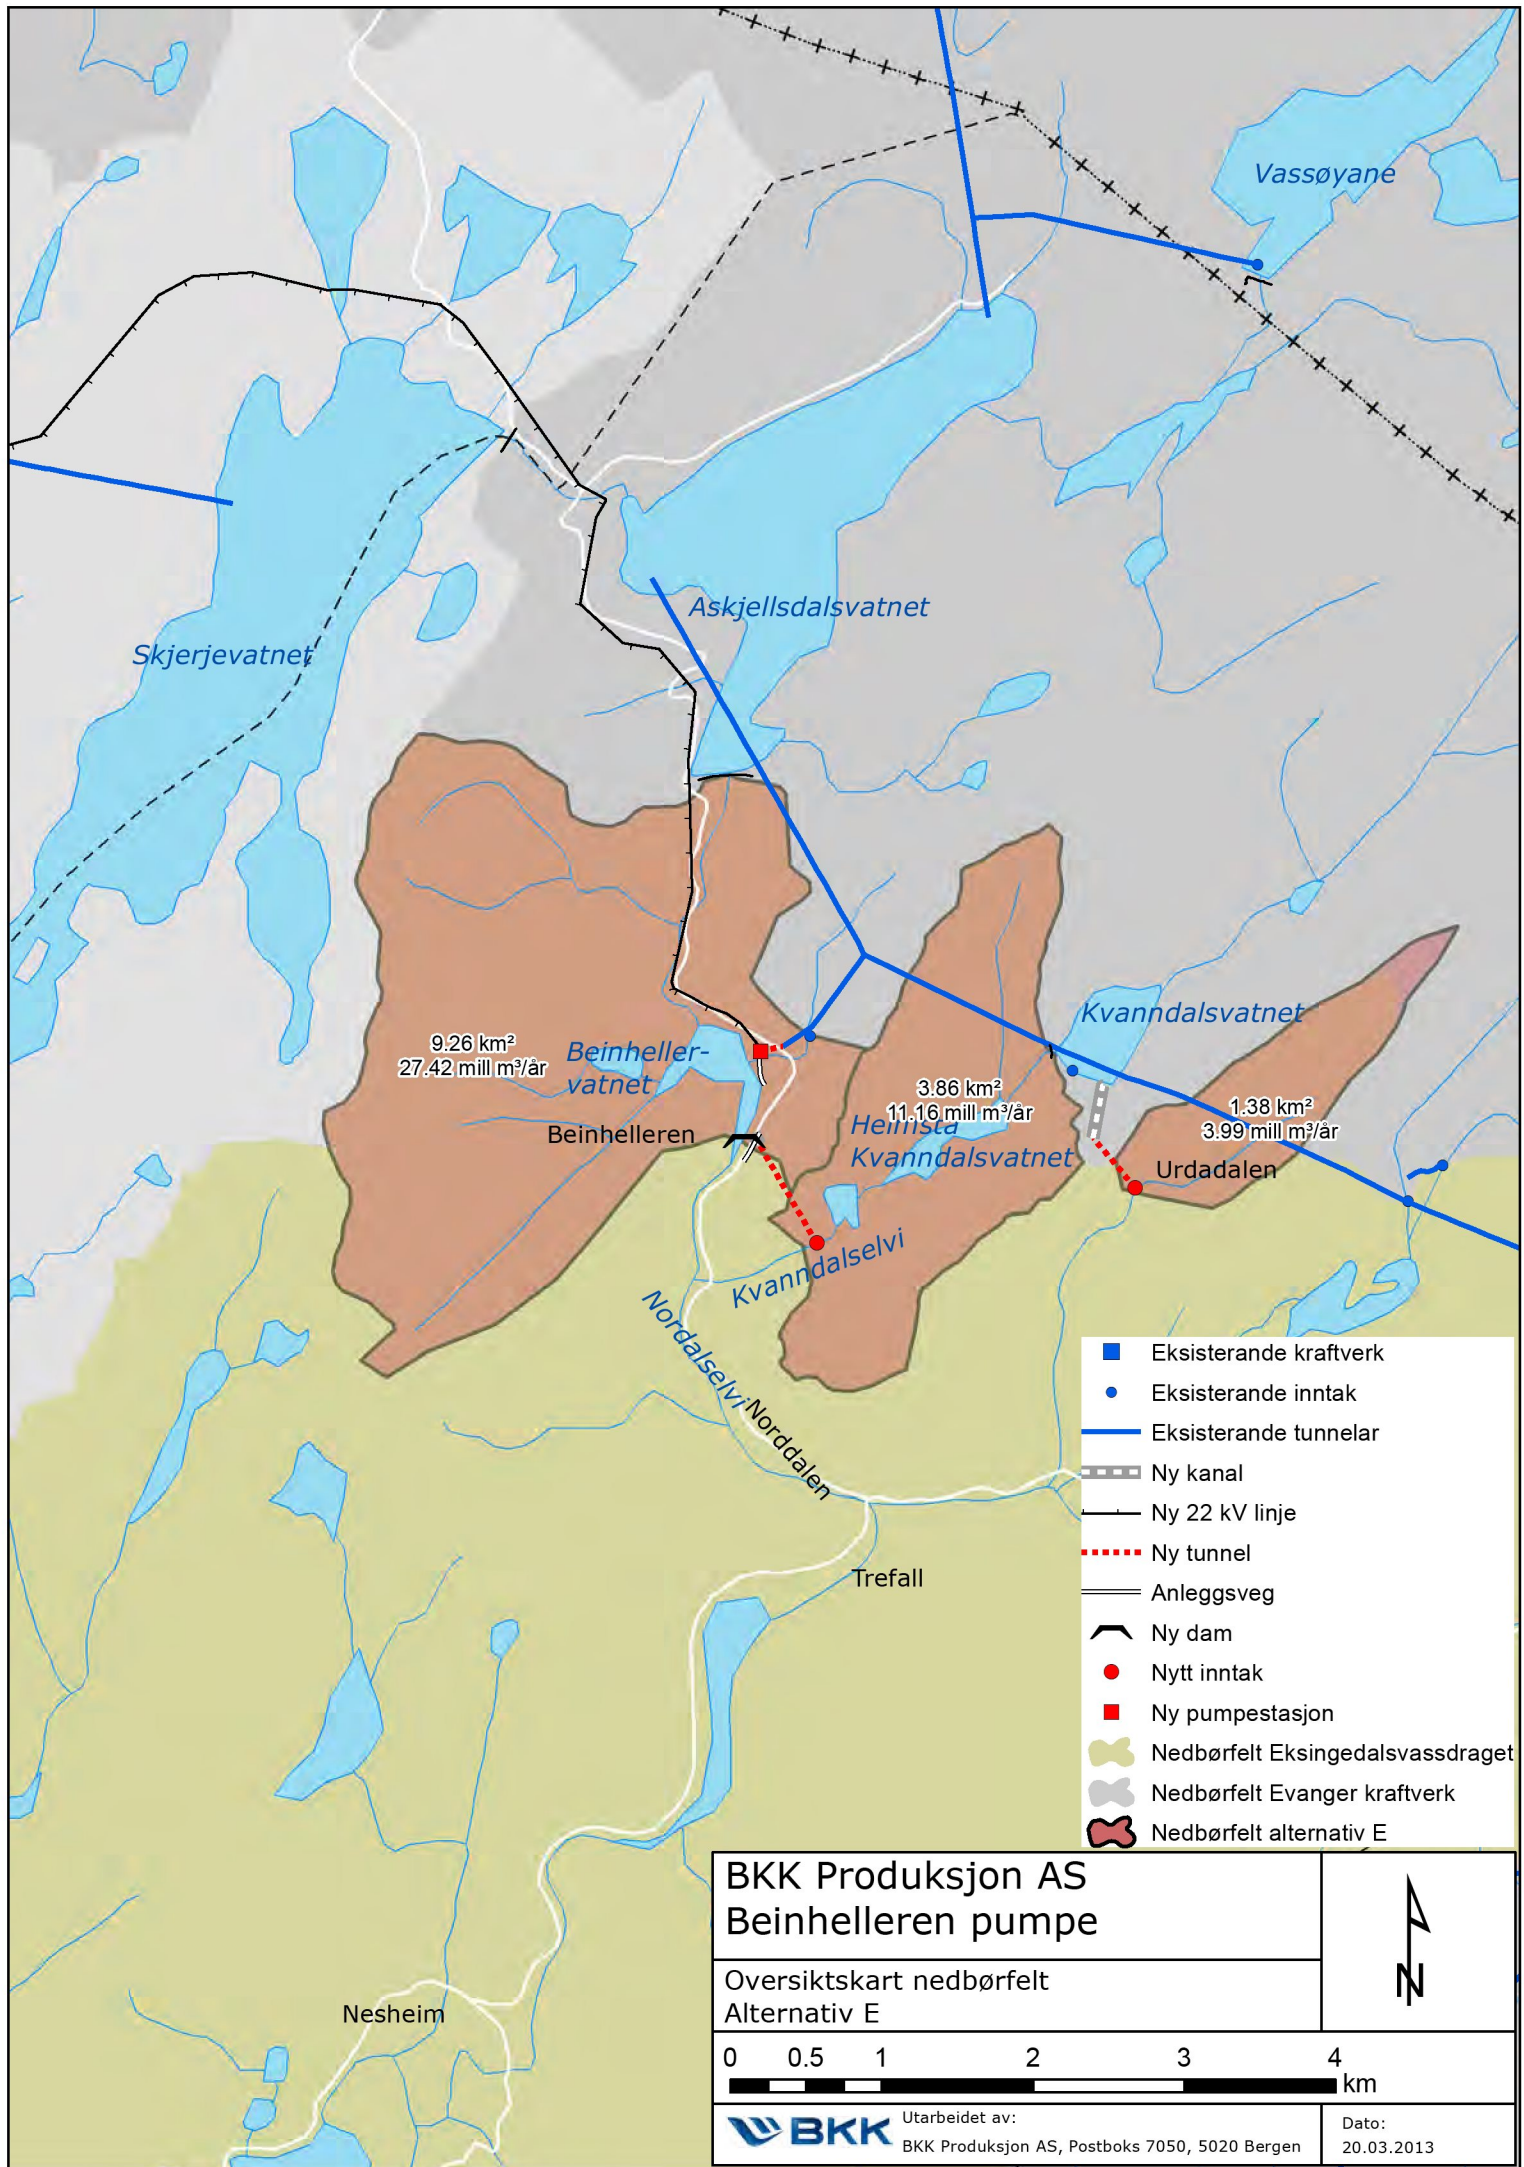 Vassøyane
Askjellsdalsvatnet
Skjerjevatnet
Kvanndalsvatnet
9.26 km²
27.42 mill m³/år
Beinheller-
vatnet
3.86 km²
11.16 mill m³/år
1.38 km²
3.99 mill m³/år
Beinhelleren
Heimsta
Kvanndalsvatnet
Urdadalen
Kvanndalselvi
Nordalselvi
Norddalen
Trefall
Nesheim
Eksisterande kraftverk
Eksisterande inntak
Eksisterande tunnelar
Ny kanal
Ny 22 kV linje
Ny tunnel
Anleggsveg
Ny dam
Nytt inntak
Ny pumpestasjon
Nedbørfelt Eksingedalsvassdraget
Nedbørfelt Evanger kraftverk
Nedbørfelt alternativ E
BKK Produksjon AS
Beinhelleren pumpe
Oversiktskart nedbørfelt
Alternativ E
N
0 0.5 1 2 3 4
km
BKK
Utarbeidet av:
BKK Produksjon AS, Postboks 7050, 5020 Bergen
Dato:
20.03.2013